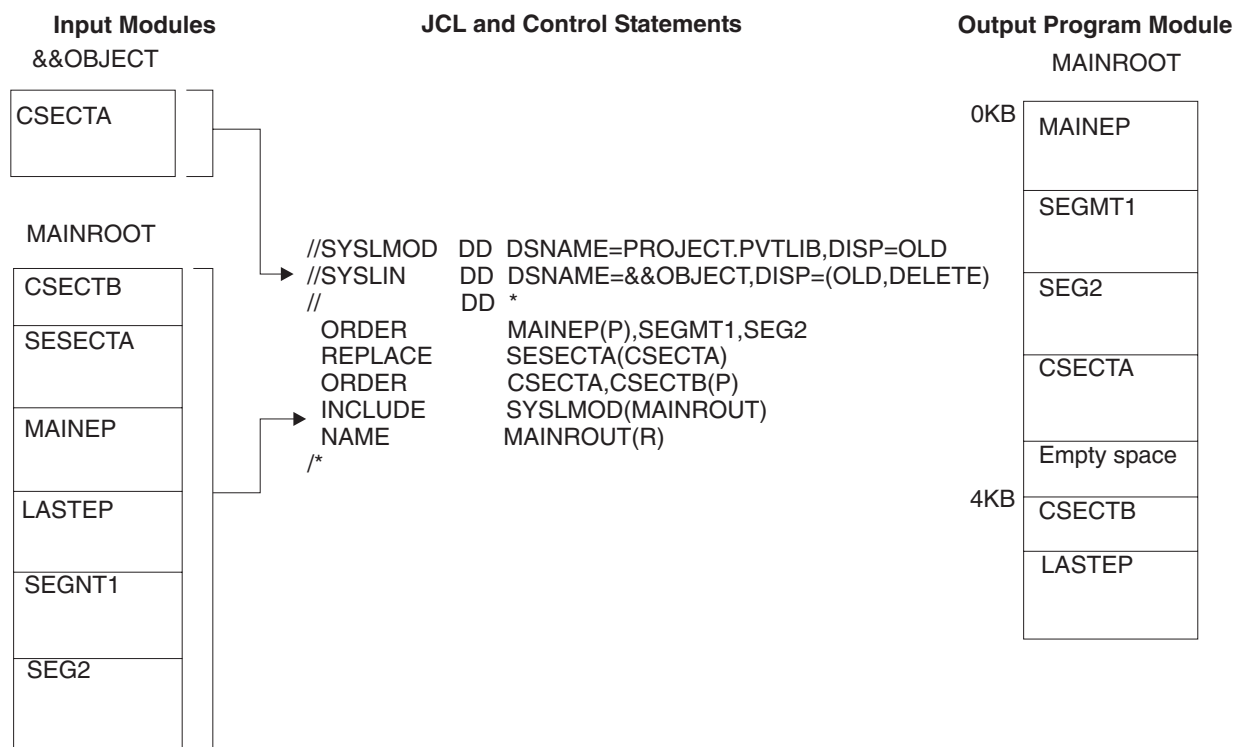 Input Modules
JCL and Control Statements
Output Program Module
&&OBJECT
MAINROOT
CSECTA
MAINROOT
CSECTB
SESECTA
MAINEP
LASTEP
SEGNT1
SEG2
//SYSLMOD DD DSNAME=PROJECT.PVTLIB,DISP=OLD
//SYSLIN DD DSNAME=&&OBJECT,DISP=(OLD,DELETE)
// DD *
ORDER MAINEP(P),SEGMT1,SEG2
REPLACE SESECTA(CSECTA)
ORDER CSECTA,CSECTB(P)
INCLUDE SYSLMOD(MAINROUT)
NAME MAINROUT(R)
/*
0KB
MAINEP
SEGMT1
SEG2
CSECTA
Empty space
4KB
CSECTB
LASTEP